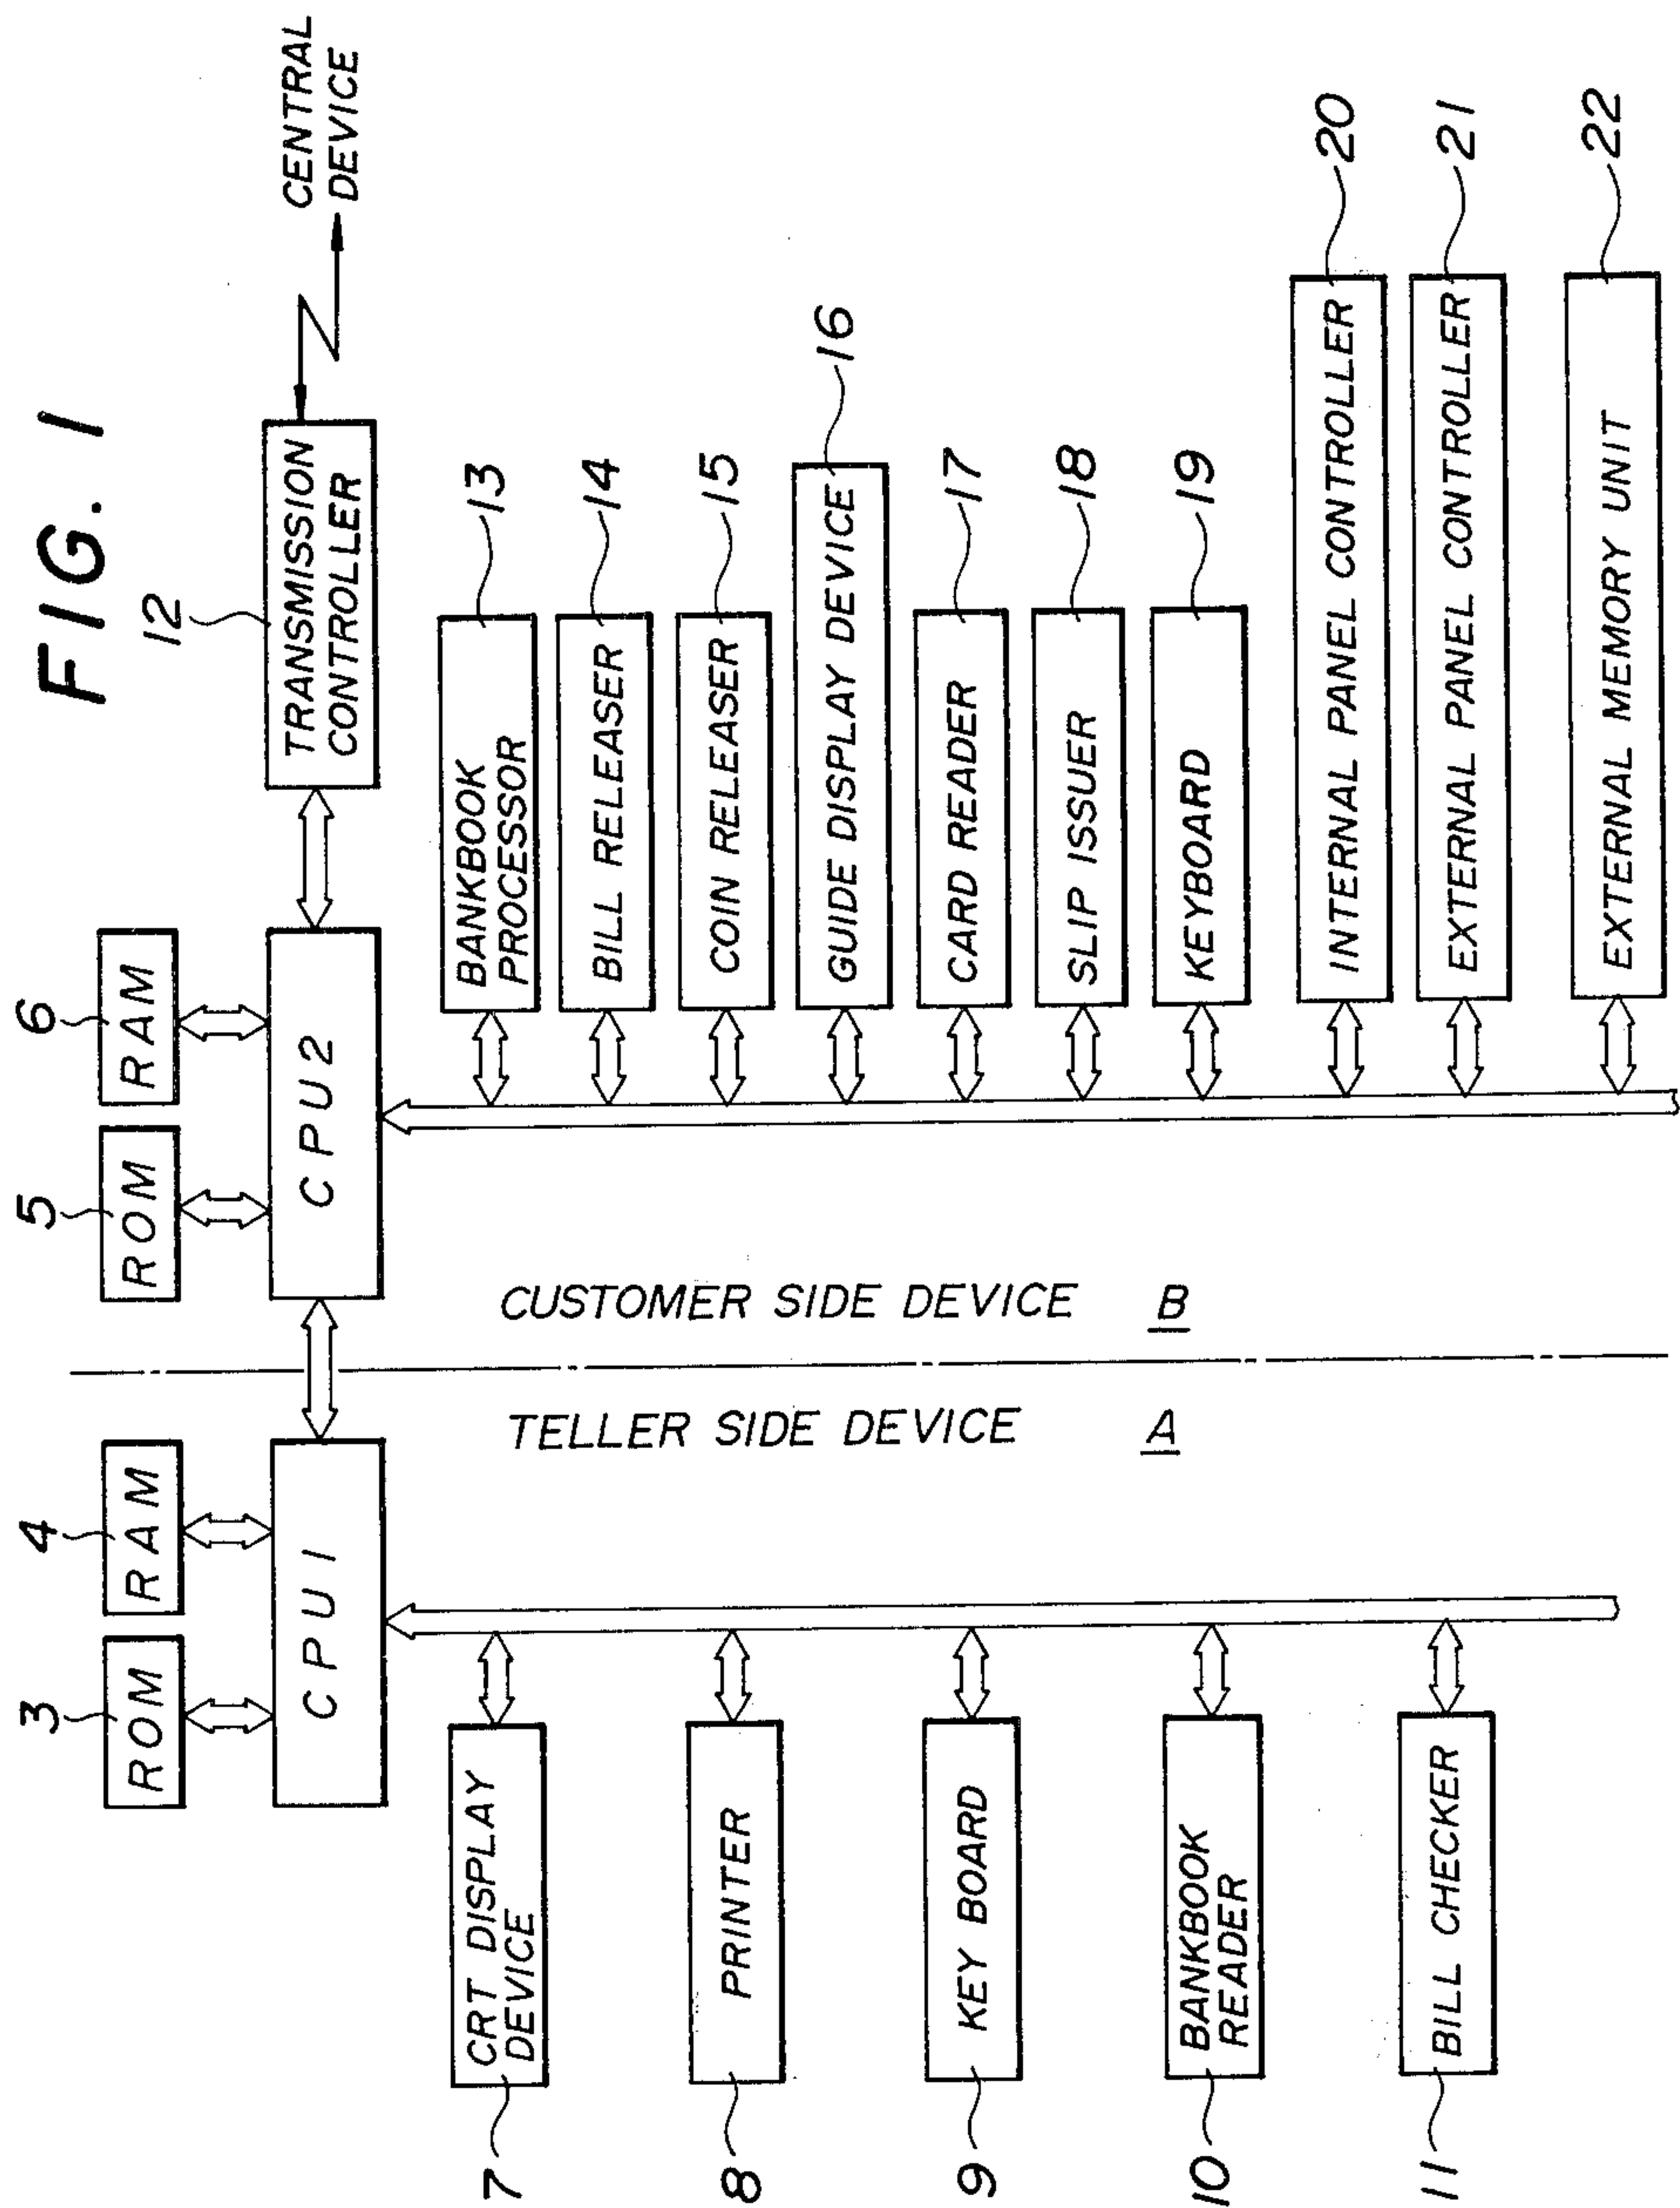 FIG. 1
CENTRAL
DEVICE
12
TRANSMISSION
CONTROLLER
3
ROM
4
RAM
5
ROM
6
RAM
CPU1
CPU2
TELLER SIDE DEVICE A
CUSTOMER SIDE DEVICE B
7
CRT DISPLAY
DEVICE
8
PRINTER
9
KEY BOARD
10
BANKBOOK
READER
11
BILL CHECKER
BANKBOOK
PROCESSOR
13
BILL RELEASER
14
COIN RELEASER
15
GUIDE DISPLAY DEVICE
16
CARD READER
17
SLIP ISSUER
18
KEYBOARD
19
INTERNAL PANEL CONTROLLER
20
EXTERNAL PANEL CONTROLLER
21
EXTERNAL MEMORY UNIT
22